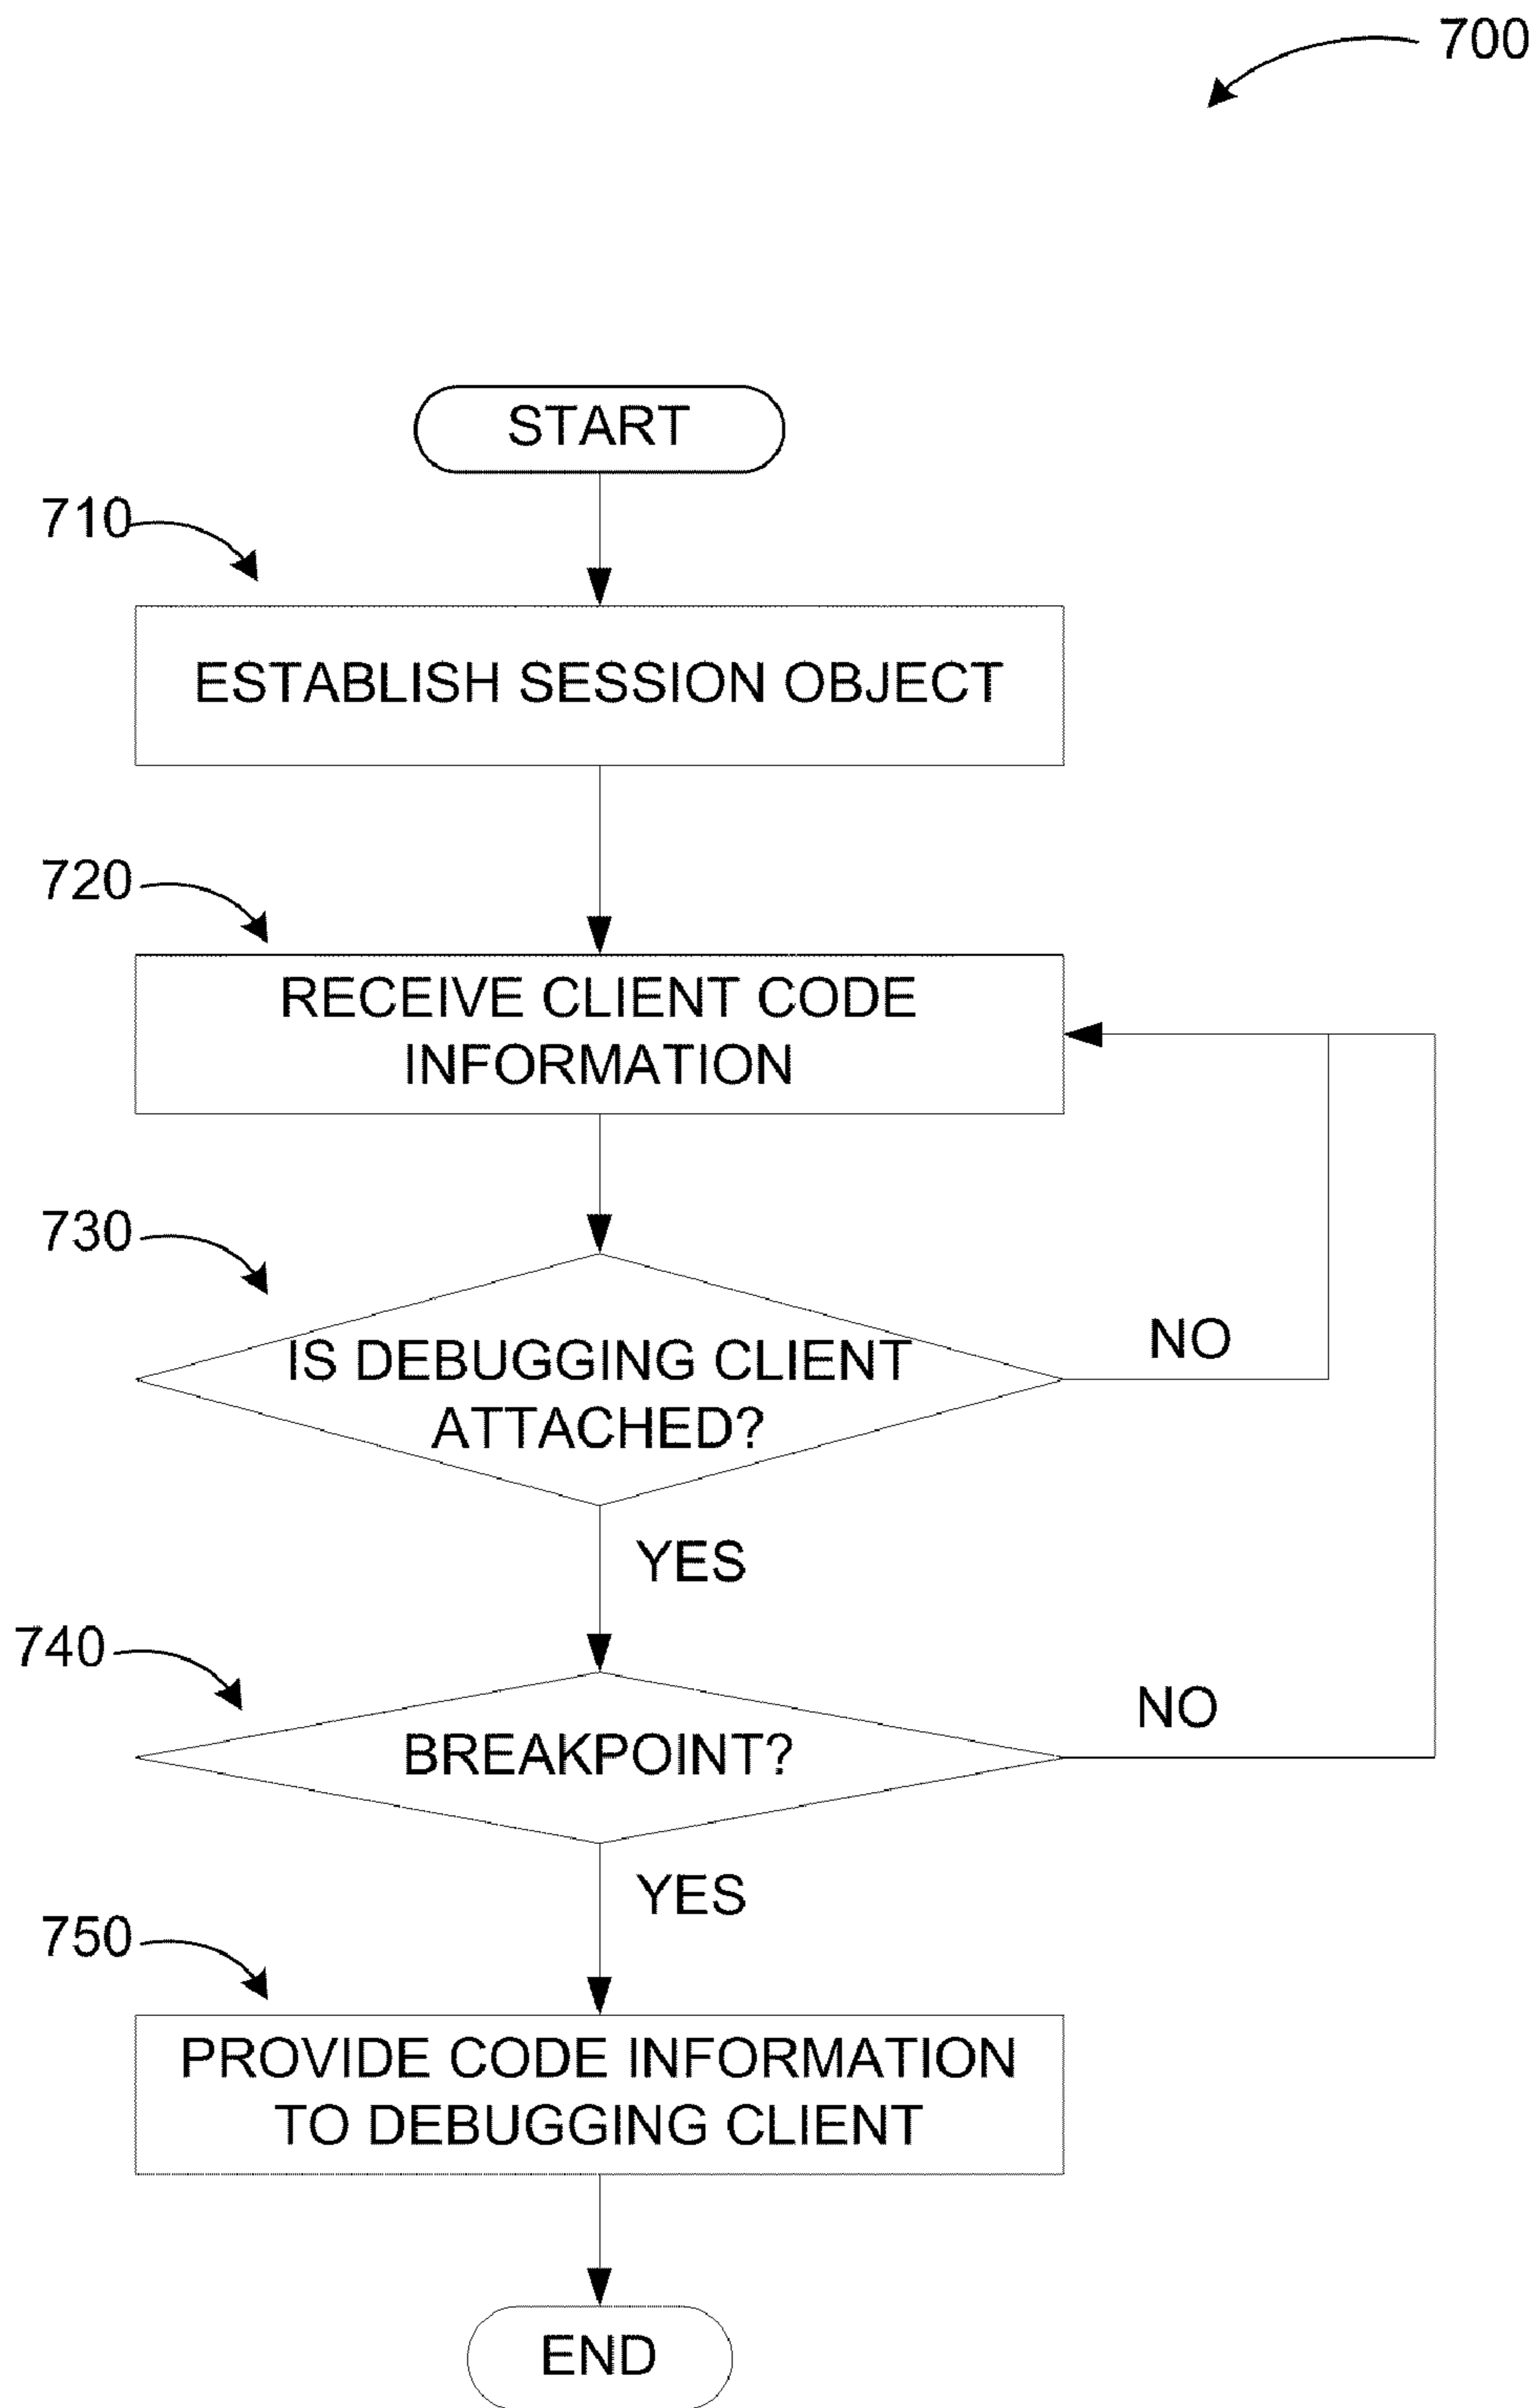 700
START
710
ESTABLISH SESSION OBJECT
720
RECEIVE CLIENT CODE
INFORMATION
730
IS DEBUGGING CLIENT
ATTACHED?
NO
YES
740
BREAKPOINT?
NO
YES
750
PROVIDE CODE INFORMATION
TO DEBUGGING CLIENT
END